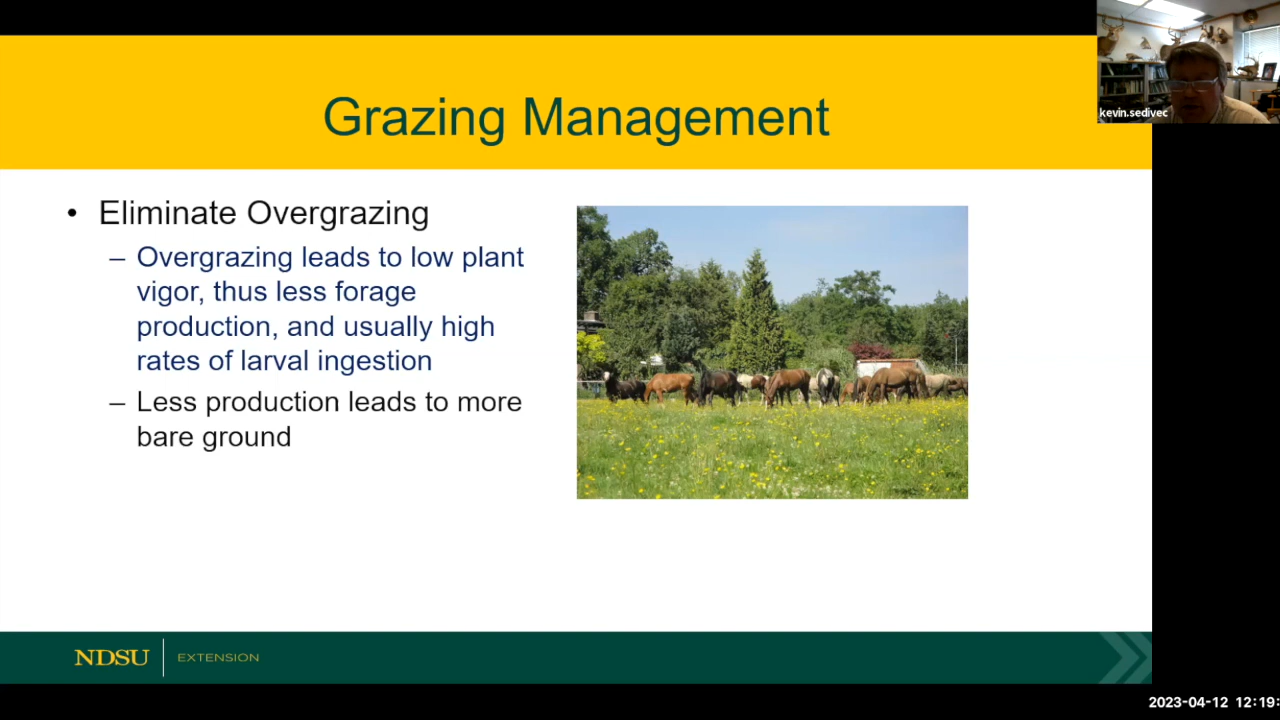 Grazing Management
kevin.sedivec
• Eliminate Overgrazing
– Overgrazing leads to low plant
vigor, thus less forage
production, and usually high
rates of larval ingestion
– Less production leads to more
bare ground
NDSU EXTENSION
2023-04-12 12:19: